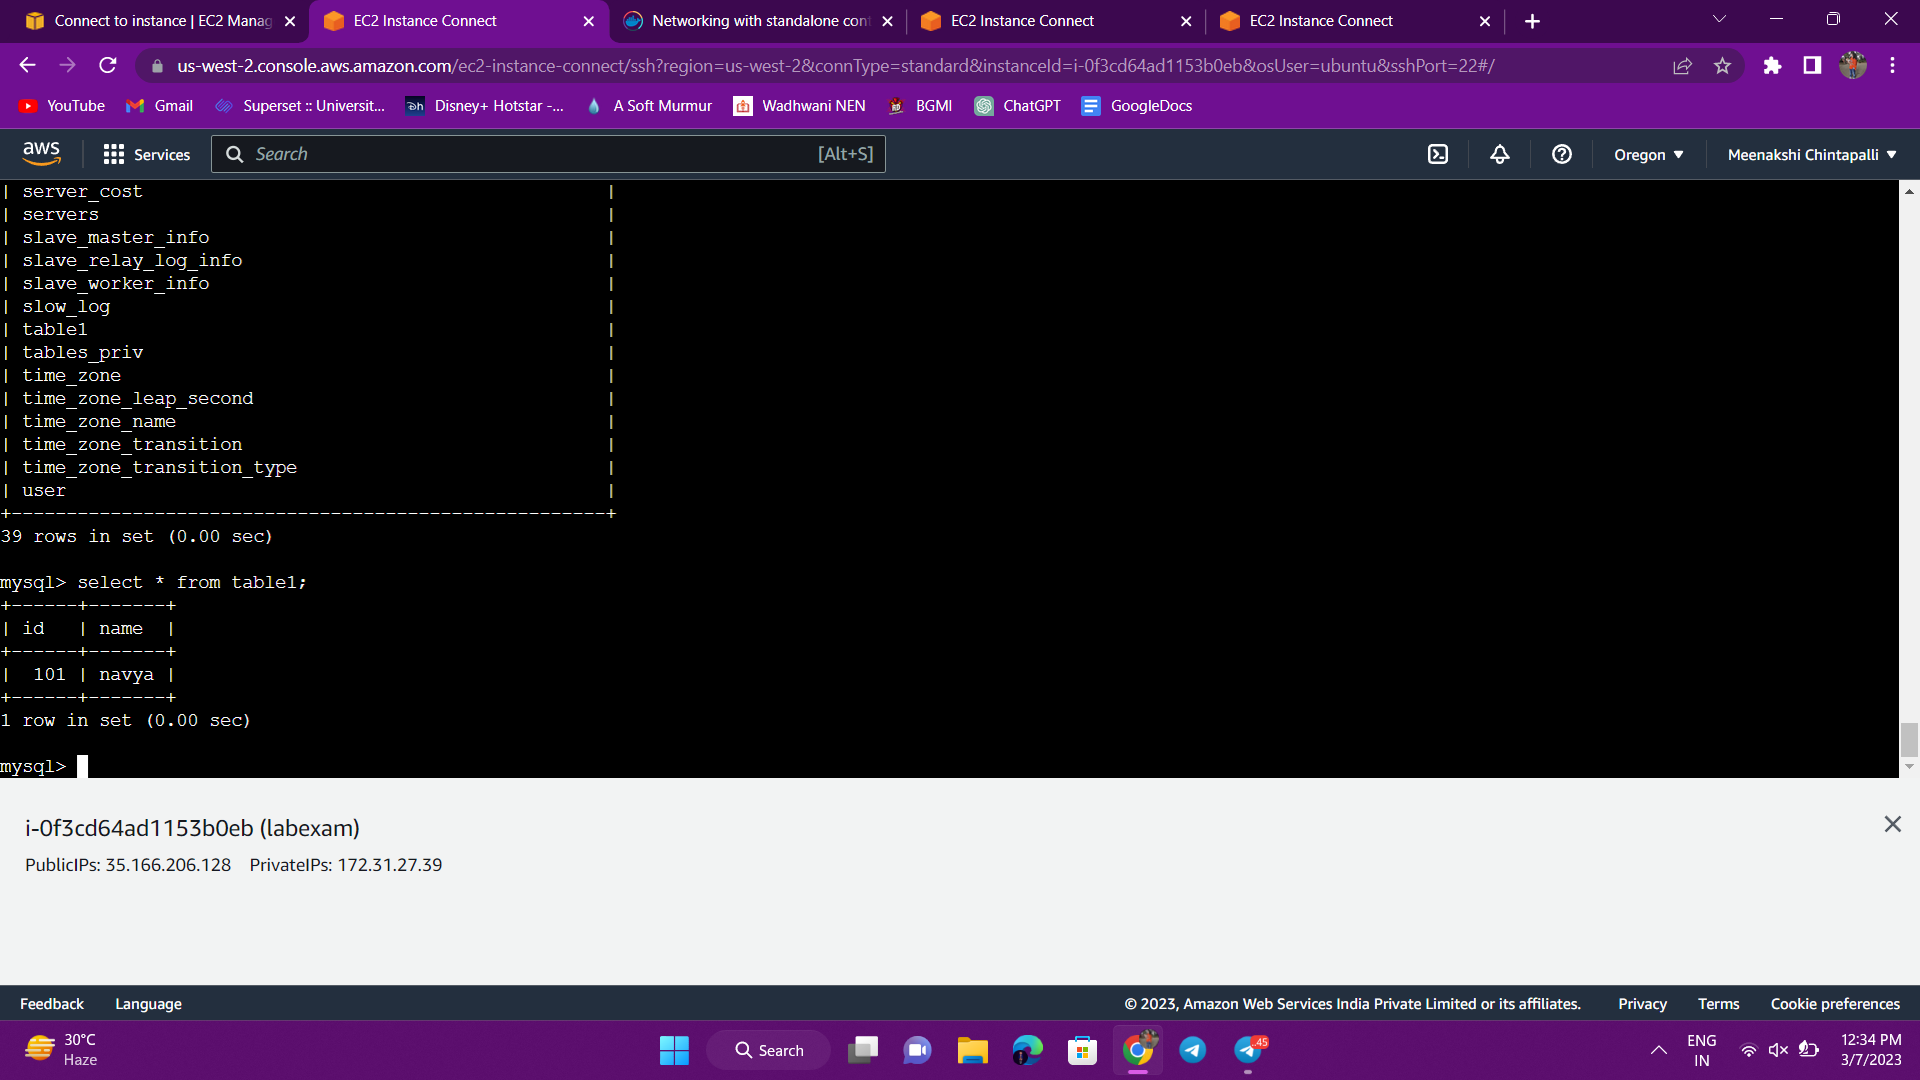 Connect to instance | EC2 Manag
EC2 Instance Connect
Networking with standalone cont
EC2 Instance Connect
EC2 Instance Connect
us-west-2.console.aws.amazon.com/ec2-instance-connect/ssh?region=us-west-2&connType=standard&instanceId=i-0f3cd64ad1153b0eb&osUser=ubuntu&sshPort=22#/
YouTube
Gmail
Superset :: Universit...
Disney+ Hotstar -...
A Soft Murmur
Wadhwani NEN
BGMI
ChatGPT
GoogleDocs
aws
Services
Search
[Alt+S]
Oregon
Meenakshi Chintapalli
| server_cost |
| servers |
| slave_master_info |
| slave_relay_log_info |
| slave_worker_info |
| slow_log |
| table1 |
| tables_priv |
| time_zone |
| time_zone_leap_second |
| time_zone_name |
| time_zone_transition |
| time_zone_transition_type |
| user |
+------------------------------------------------------+
39 rows in set (0.00 sec)
mysql> select * from table1;
+------+-------+
| id   | name  |
+------+-------+
|  101 | navya |
+------+-------+
1 row in set (0.00 sec)
mysql>
i-0f3cd64ad1153b0eb (labexam)
PublicIPs: 35.166.206.128 PrivateIPs: 172.31.27.39
Feedback
Language
© 2023, Amazon Web Services India Private Limited or its affiliates.
Privacy
Terms
Cookie preferences
30°C
Haze
Search
..45
ENG
IN
12:34 PM
3/7/2023